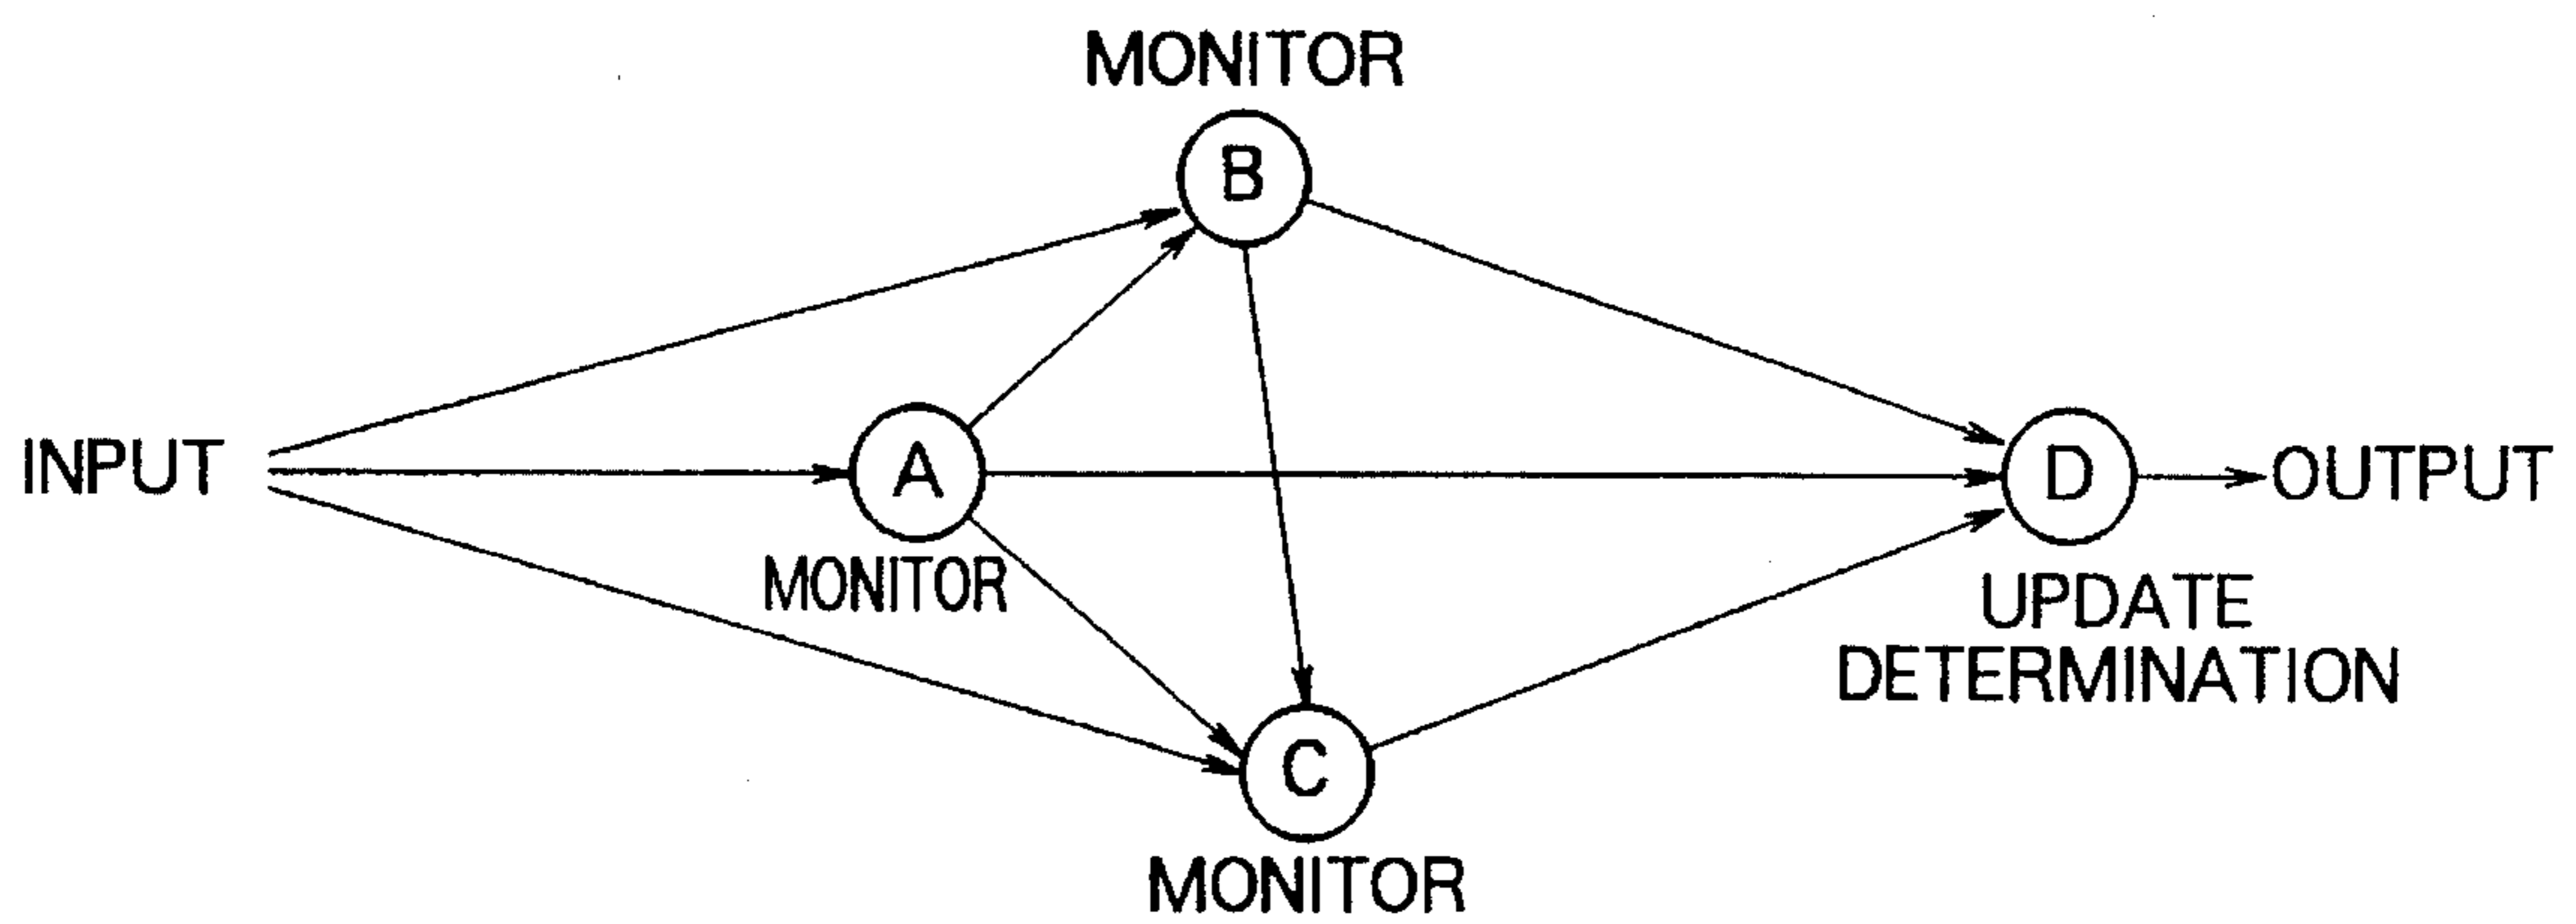 MONITOR
B
INPUT
A
D
OUTPUT
MONITOR
UPDATE
DETERMINATION
C
MONITOR